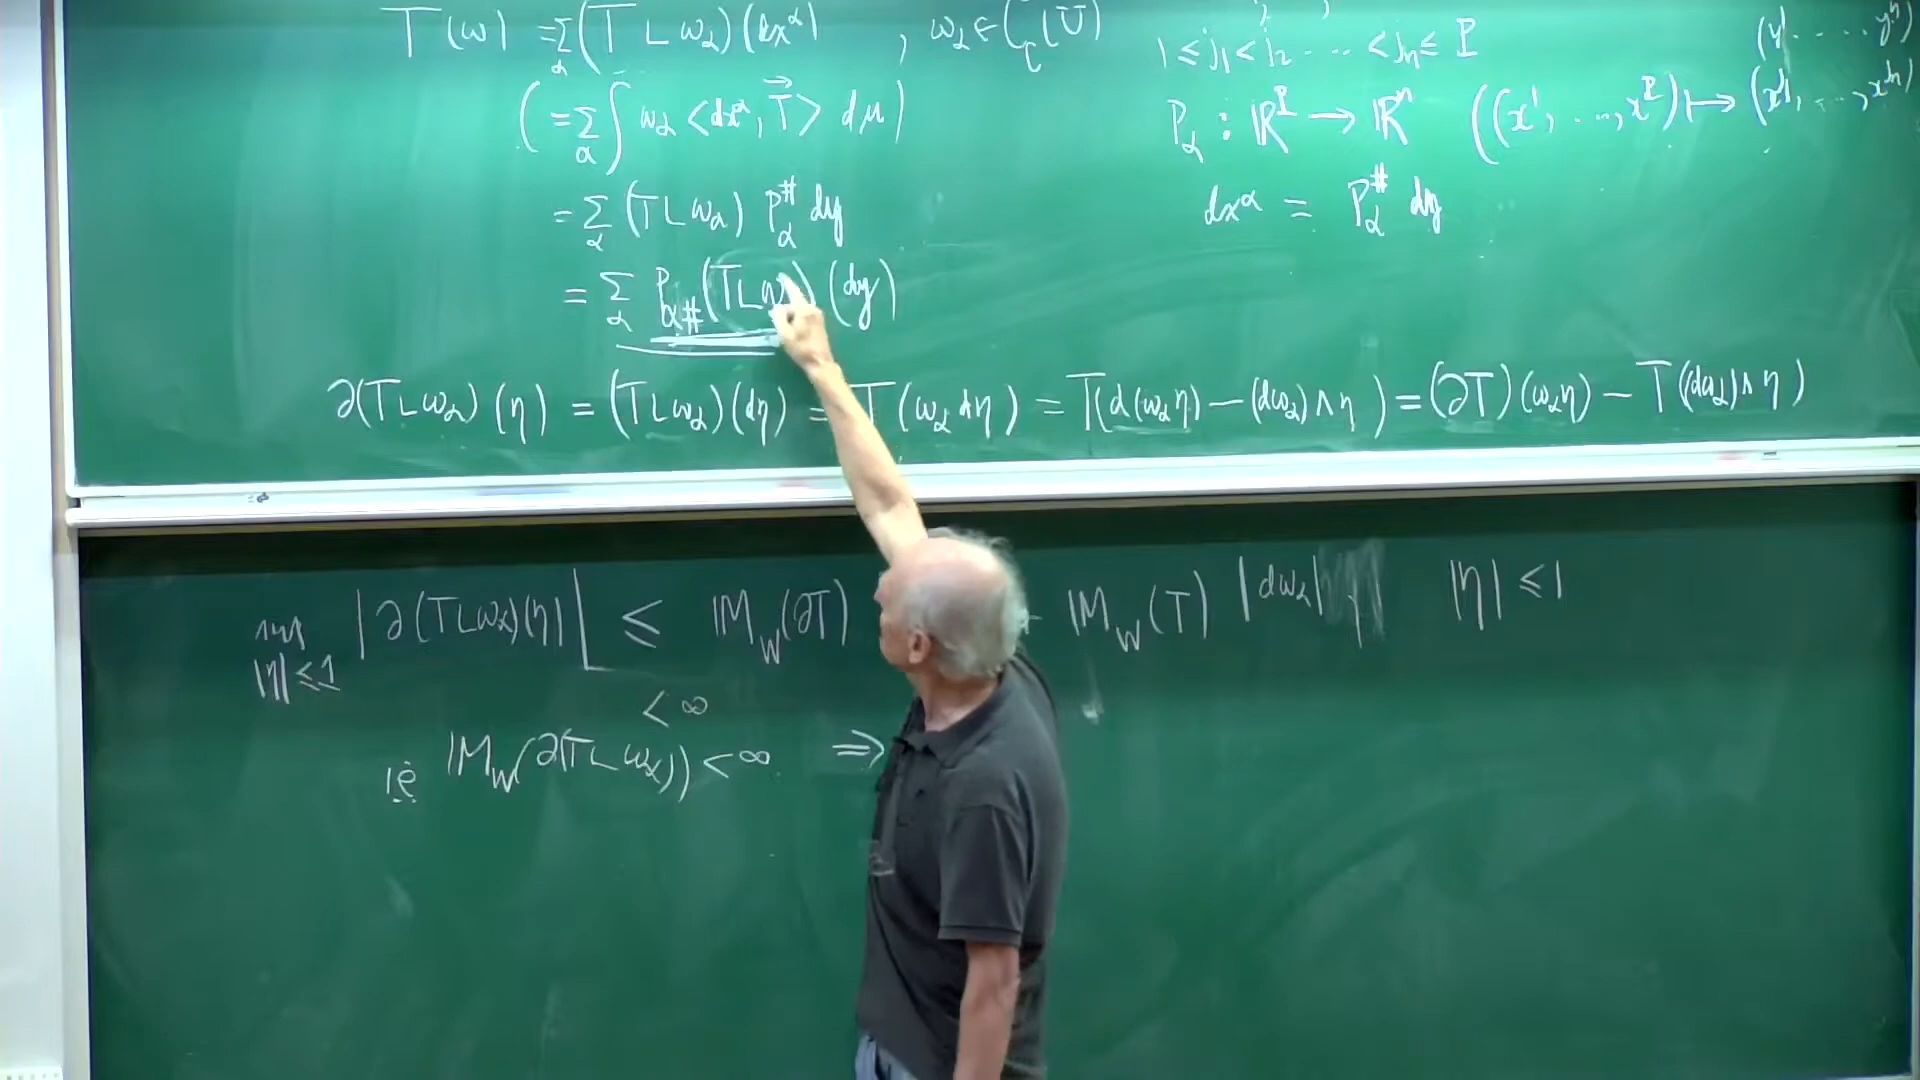 T(ω) = Σ_α (T ⌞ ω_α)(dx^α) , ω_α ∈ C_c(U)
1 ≤ j_1 < j_2 ... < j_n ≤ P
(y^1, ...., y^n)
( = Σ_α ∫ ω_α <dx^α, T⃗> dμ )
P_α : ℝ^P → ℝ^n ((x^1, ..., x^P) ↦ (x^{j_1}, ..., x^{j_n})
= Σ_α (T ⌞ ω_α) P_α^# dy
dx^α = P_α^# dy
= Σ_α P_{α#} (T ⌞ ω) (dy)
∂(T ⌞ ω_α)(η) = (T ⌞ ω_α)(dη) = T(ω_α dη) = T(d(ω_α η) − (dω_α) ∧ η) = (∂T)(ω_α η) − T((dω_α) ∧ η)
sup_{|η| ≤ 1} |∂(T ⌞ ω_α)(η)| ≤ 𝕄_W(∂T) + 𝕄_W(T) |dω_α| |η| ≤ 1
< ∞
ie 𝕄_W(∂(T ⌞ ω_α)) < ∞ ⇒